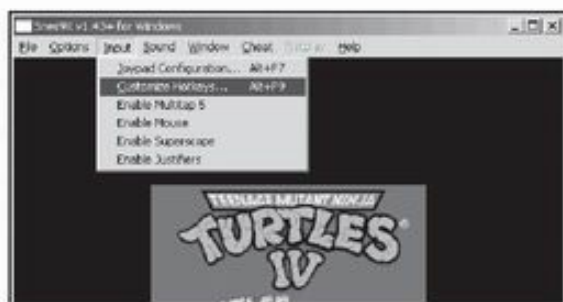 Snes9X v1.43+ for Windows
File Options Input Sound Window Cheat Help
Joypad Configuration... Alt+F7
Customize Hotkeys... Alt+F9
Enable Multitap 5
Enable Mouse
Enable Superscope
Enable Justifiers
TEENAGE MUTANT NINJA
TURTLES
IV